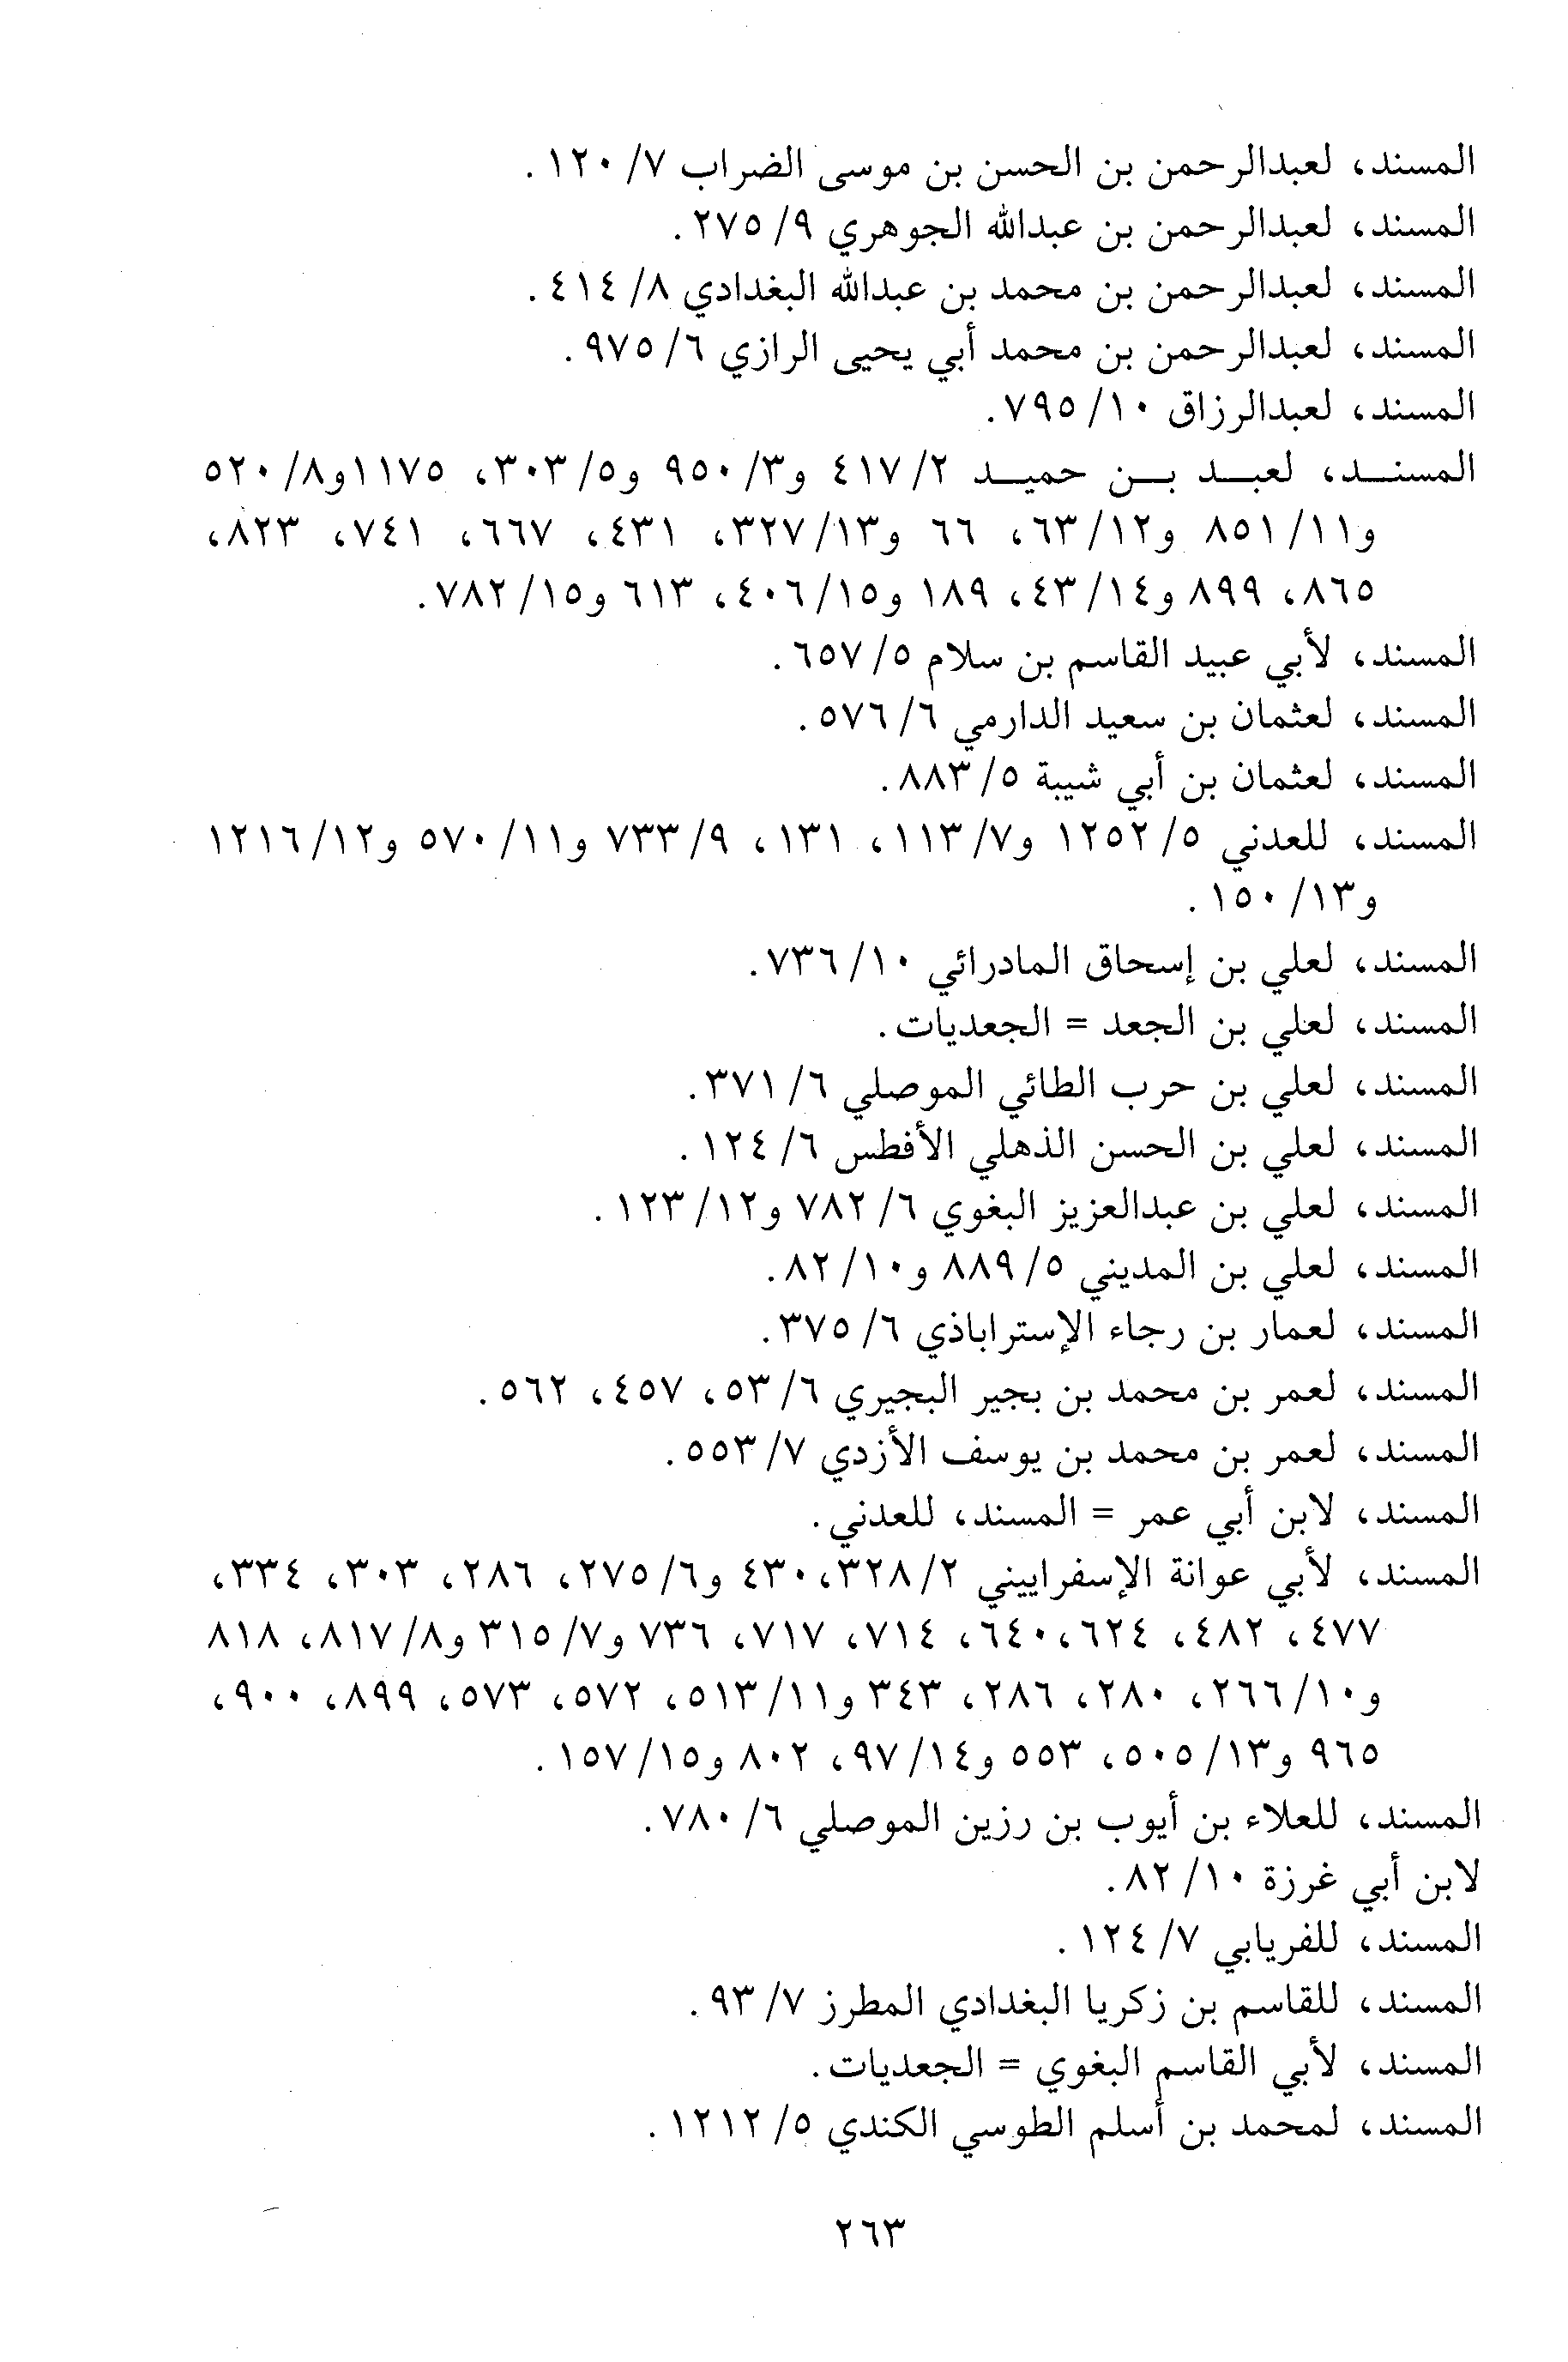 المسند، لعبدالرحمن بن الحسن بن موسى الضراب ٧/ ١٢٠.
المسند، لعبدالرحمن بن عبدالله الجوهري ٩/ ٢٧٥.
المسند، لعبدالرحمن بن محمد بن عبدالله البغدادي ٨/ ٤١٤.
المسند، لعبدالرحمن بن محمد أبي يحيى الرازي ٦/ ٩٧٥.
المسند، لعبدالرزاق ١٠/ ٧٩٥.
المسنـد، لعبـد بـن حميـد ٢/ ٤١٧ و٣/ ٩٥٠ و٥/ ٣٠٣، ١١٧٥ و٨/ ٥٢٠
و١١/ ٨٥١ و١٢/ ٦٣، ٦٦ و١٣/ ٣٢٧، ٤٣١، ٦٦٧، ٧٤١، ٨٢٣،
٨٦٥، ٨٩٩ و١٤/ ٤٣، ١٨٩ و١٥/ ٤٠٦، ٦١٣ و١٥/ ٧٨٢.
المسند، لأبي عبيد القاسم بن سلام ٥/ ٦٥٧.
المسند، لعثمان بن سعيد الدارمي ٦/ ٥٧٦.
المسند، لعثمان بن أبي شيبة ٥/ ٨٨٣.
المسند، للعدني ٥/ ١٢٥٢ و٧/ ١١٣، ١٣١، ٩/ ٧٣٣ و١١/ ٥٧٠ و١٢/ ١٢١٦
و١٣/ ١٥٠.
المسند، لعلي بن إسحاق المادرائي ١٠/ ٧٣٦.
المسند، لعلي بن الجعد = الجعديات.
المسند، لعلي بن حرب الطائي الموصلي ٦/ ٣٧١.
المسند، لعلي بن الحسن الذهلي الأفطس ٦/ ١٢٤.
المسند، لعلي بن عبدالعزيز البغوي ٦/ ٧٨٢ و١٢/ ١٢٣.
المسند، لعلي بن المديني ٥/ ٨٨٩ و١٠/ ٨٢.
المسند، لعمار بن رجاء الإستراباذي ٦/ ٣٧٥.
المسند، لعمر بن محمد بن بجير البجيري ٦/ ٥٣، ٤٥٧، ٥٦٢.
المسند، لعمر بن محمد بن يوسف الأزدي ٧/ ٥٥٣.
المسند، لابن أبي عمر = المسند، للعدني.
المسند، لأبي عوانة الإسفراييني ٢/ ٣٢٨، ٤٣٠ و٦/ ٢٧٥، ٢٨٦، ٣٠٣، ٣٣٤،
٤٧٧، ٤٨٢، ٦٢٤، ٦٤٠، ٧١٤، ٧١٧، ٧٣٦ و٧/ ٣١٥ و٨/ ٨١٧، ٨١٨
و١٠/ ٢٦٦، ٢٨٠، ٢٨٦، ٣٤٣ و١١/ ٥١٣، ٥٧٢، ٥٧٣، ٨٩٩، ٩٠٠،
٩٦٥ و١٣/ ٥٠٥، ٥٥٣ و١٤/ ٩٧، ٨٠٢ و١٥/ ١٥٧.
المسند، للعلاء بن أيوب بن رزين الموصلي ٦/ ٧٨٠.
لابن أبي غرزة ١٠/ ٨٢.
المسند، للفريابي ٧/ ١٢٤.
المسند، للقاسم بن زكريا البغدادي المطرز ٧/ ٩٣.
المسند، لأبي القاسم البغوي = الجعديات.
المسند، لمحمد بن أسلم الطوسي الكندي ٥/ ١٢١٢.
٢٦٣